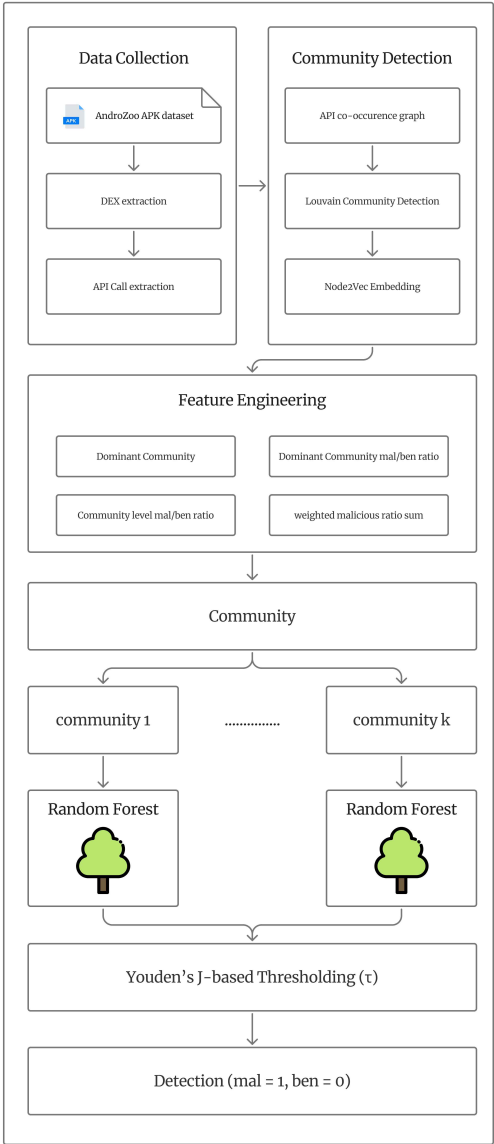 Data Collection
APK
AndroZoo APK dataset
DEX extraction
API Call extraction
Community Detection
API co-occurence graph
Louvain Community Detection
Node2Vec Embedding
Feature Engineering
Dominant Community
Dominant Community mal/ben ratio
Community level mal/ben ratio
weighted malicious ratio sum
Community
community 1
...............
community k
Random Forest
Random Forest
Youden’s J-based Thresholding (τ)
Detection (mal = 1, ben = 0)